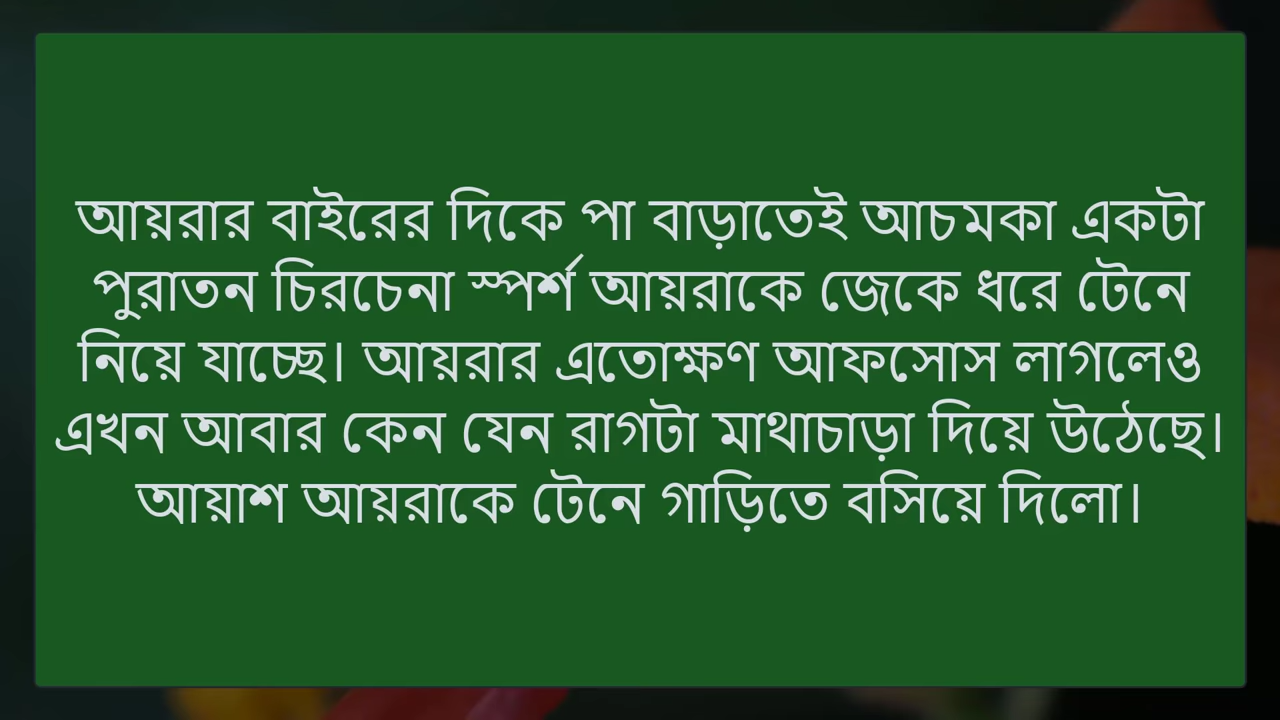 আয়রার বাইরের দিকে পা বাড়াতেই আচমকা একটা
পুরাতন চিরচেনা স্পর্শ আয়রাকে জেকে ধরে টেনে
নিয়ে যাচ্ছে। আয়রার এতোক্ষণ আফসোস লাগলেও
এখন আবার কেন যেন রাগটা মাথাচাড়া দিয়ে উঠেছে।
আয়াশ আয়রাকে টেনে গাড়িতে বসিয়ে দিলো।